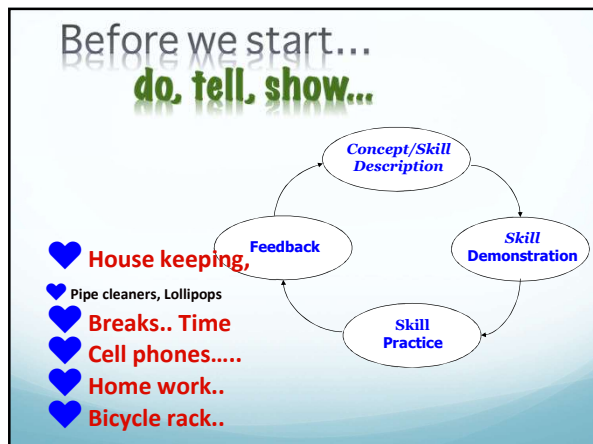 Before we start...
do, tell, show...
Concept/Skill
Description
Skill
Demonstration
Skill
Practice
Feedback
House keeping,
Pipe cleaners, Lollipops
Breaks.. Time
Cell phones.....
Home work..
Bicycle rack..